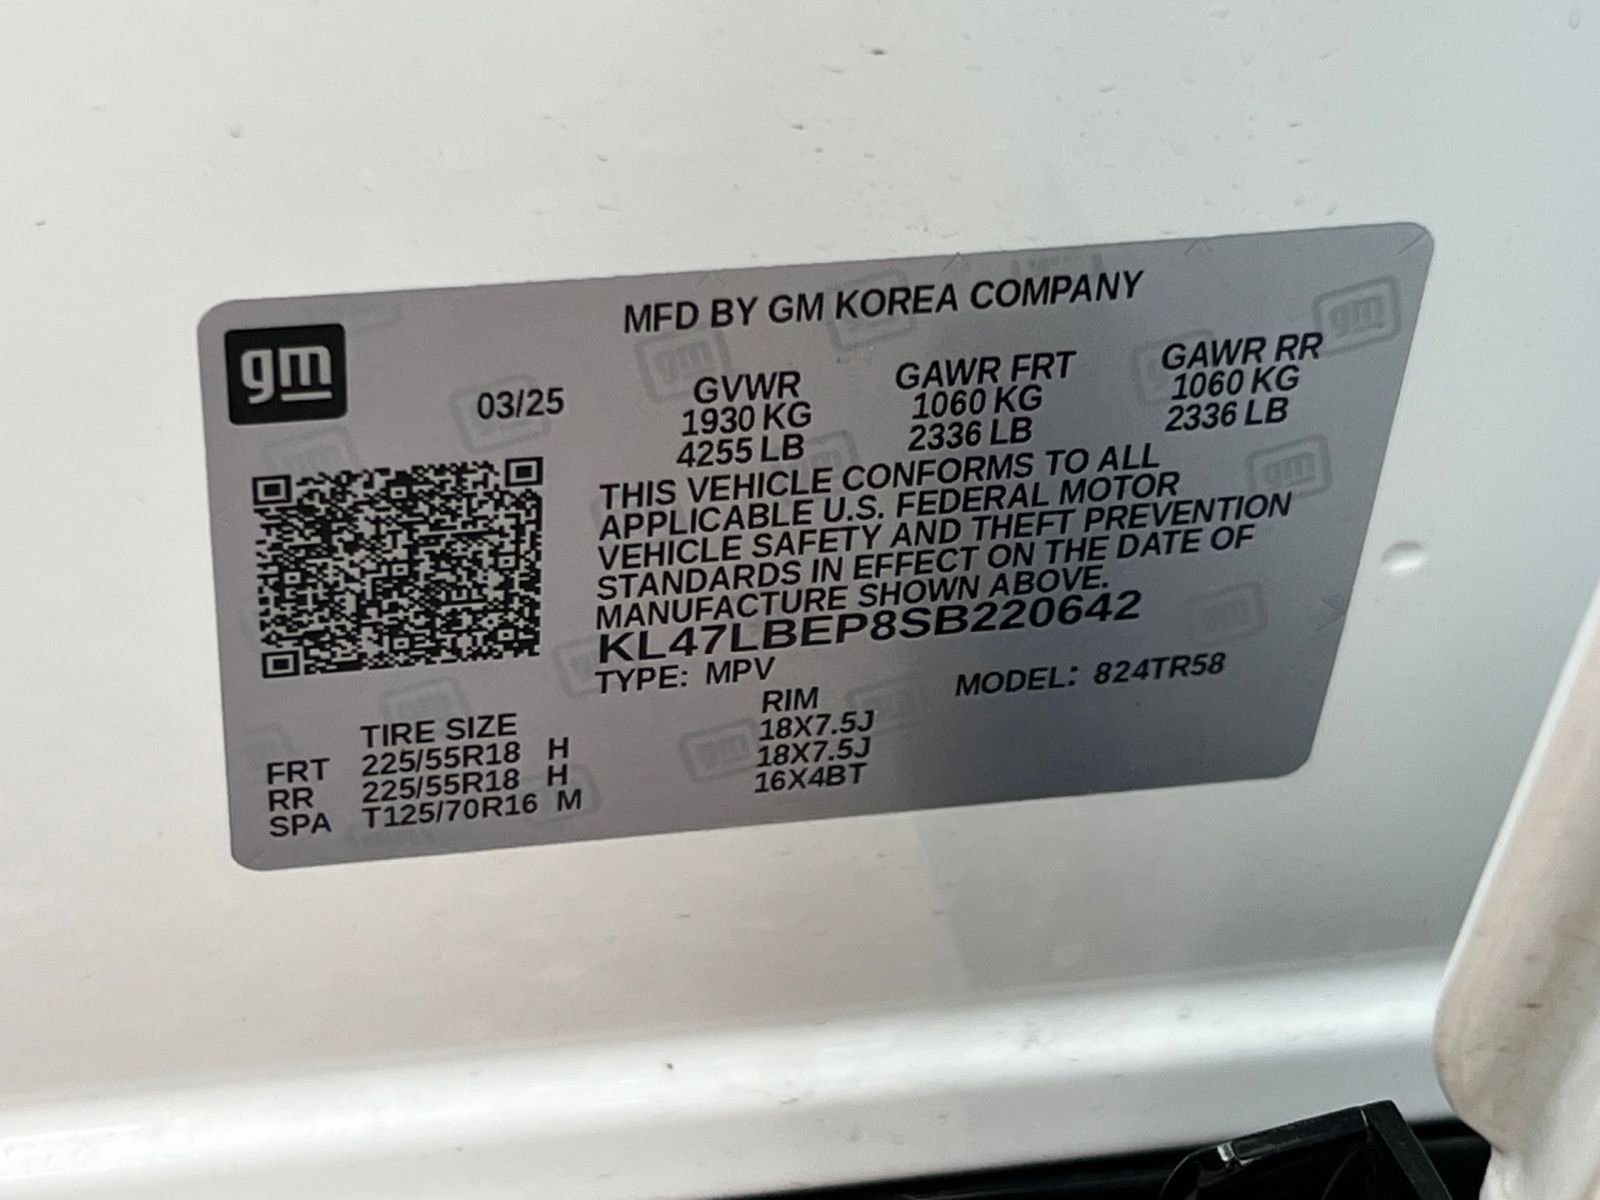 gm
MFD BY GM KOREA COMPANY
03/25
GVWR GAWR FRT GAWR RR
1930 KG 1060 KG 1060 KG
4255 LB 2336 LB 2336 LB
THIS VEHICLE CONFORMS TO ALL
APPLICABLE U.S. FEDERAL MOTOR
VEHICLE SAFETY AND THEFT PREVENTION
STANDARDS IN EFFECT ON THE DATE OF
MANUFACTURE SHOWN ABOVE.
KL47LBEP8SB220642
TYPE: MPV MODEL: 824TR58
TIRE SIZE RIM
FRT 225/55R18 H 18X7.5J
RR 225/55R18 H 18X7.5J
SPA T125/70R16 M 16X4BT